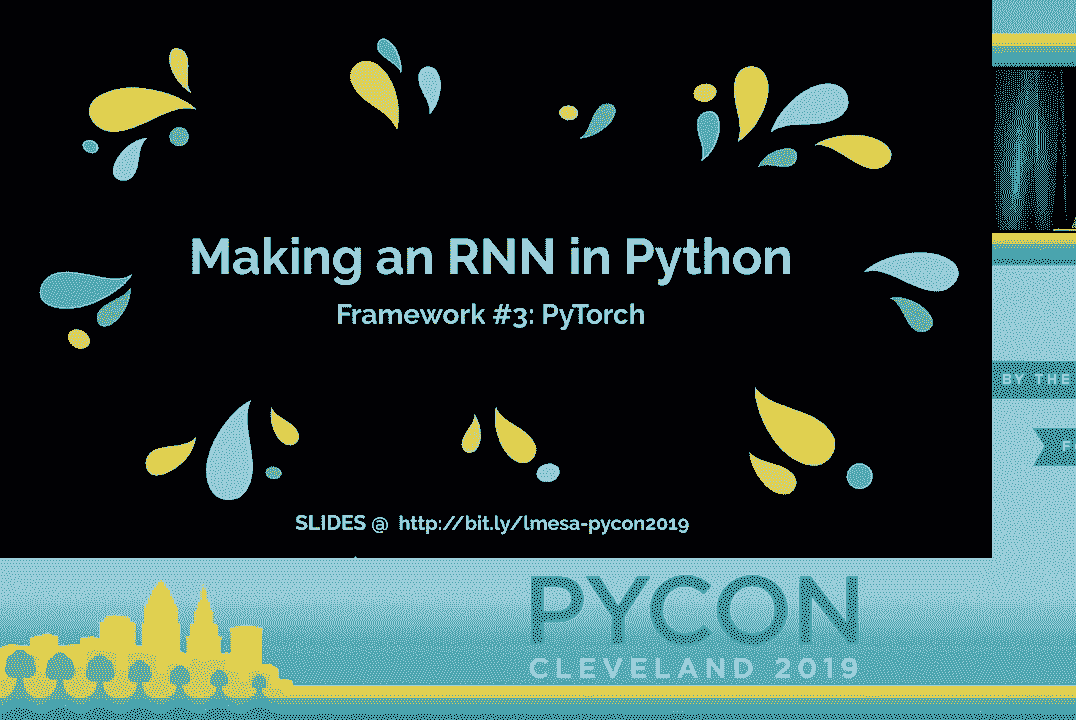 Making an RNN in Python
Framework #3: PyTorch
SLIDES @ http://bit.ly/lmesa-pycon2019
BY THE
PYCON
CLEVELAND 2019